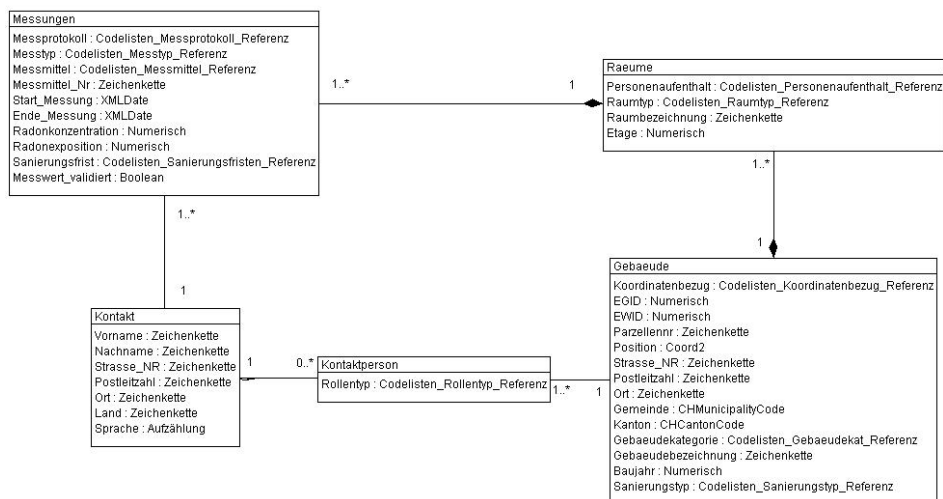 Messungen
Messprotokoll : Codelisten_Messprotokoll_Referenz
Messtyp : Codelisten_Messtyp_Referenz
Messmittel : Codelisten_Messmittel_Referenz
Messmittel_Nr : Zeichenkette
Start_Messung : XMLDate
Ende_Messung : XMLDate
Radonkonzentration : Numerisch
Radonexposition : Numerisch
Sanierungsfrist : Codelisten_Sanierungsfristen_Referenz
Messwert_validiert : Boolean
1..*
1
Raeume
Personenaufenthalt : Codelisten_Personenaufenthalt_Referenz
Raumtyp : Codelisten_Raumtyp_Referenz
Raumbezeichnung : Zeichenkette
Etage : Numerisch
1..*
1..*
1
1
Kontakt
Vorname : Zeichenkette
Nachname : Zeichenkette
Strasse_NR : Zeichenkette
Postleitzahl : Zeichenkette
Ort : Zeichenkette
Land : Zeichenkette
Sprache : Aufzählung
1
0..*
Kontaktperson
Rollentyp : Codelisten_Rollentyp_Referenz
1..*
1
Gebaeude
Koordinatenbezug : Codelisten_Koordinatenbezug_Referenz
EGID : Numerisch
EWID : Numerisch
Parzellennr : Zeichenkette
Position : Coord2
Strasse_NR : Zeichenkette
Postleitzahl : Zeichenkette
Ort : Zeichenkette
Gemeinde : CHMunicipalityCode
Kanton : CHCantonCode
Gebaeudekategorie : Codelisten_Gebaeudekat_Referenz
Gebaeudebezeichnung : Zeichenkette
Baujahr : Numerisch
Sanierungstyp : Codelisten_Sanierungstyp_Referenz